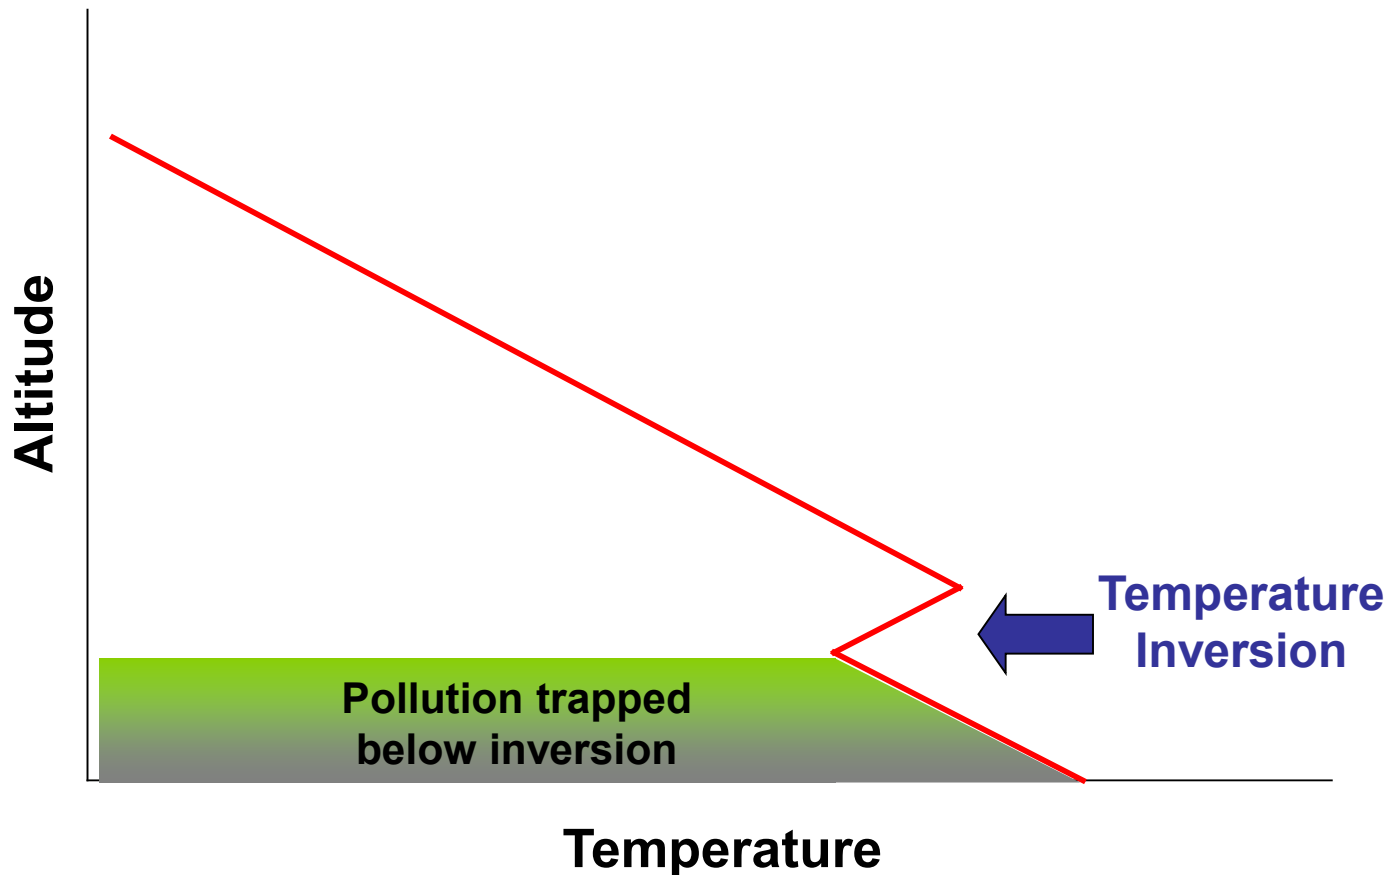 Altitude
Temperature
Inversion
Pollution trapped
below inversion
Temperature